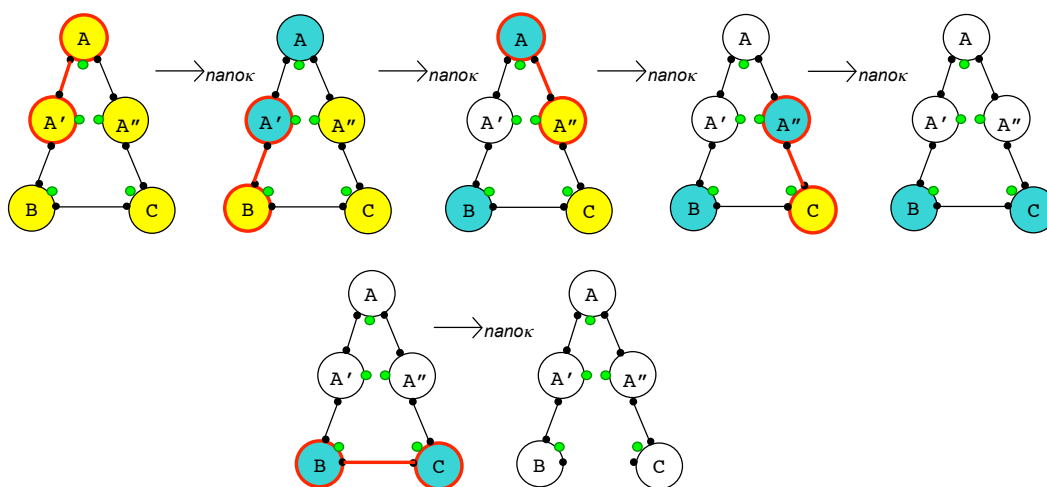 A A A A A
nanoκ nanoκ nanoκ nanoκ
A′ A″ A′ A″ A′ A″ A′ A″ A′ A″
B C B C B C B C B C
A A
nanoκ
A′ A″ A′ A″
B C B C